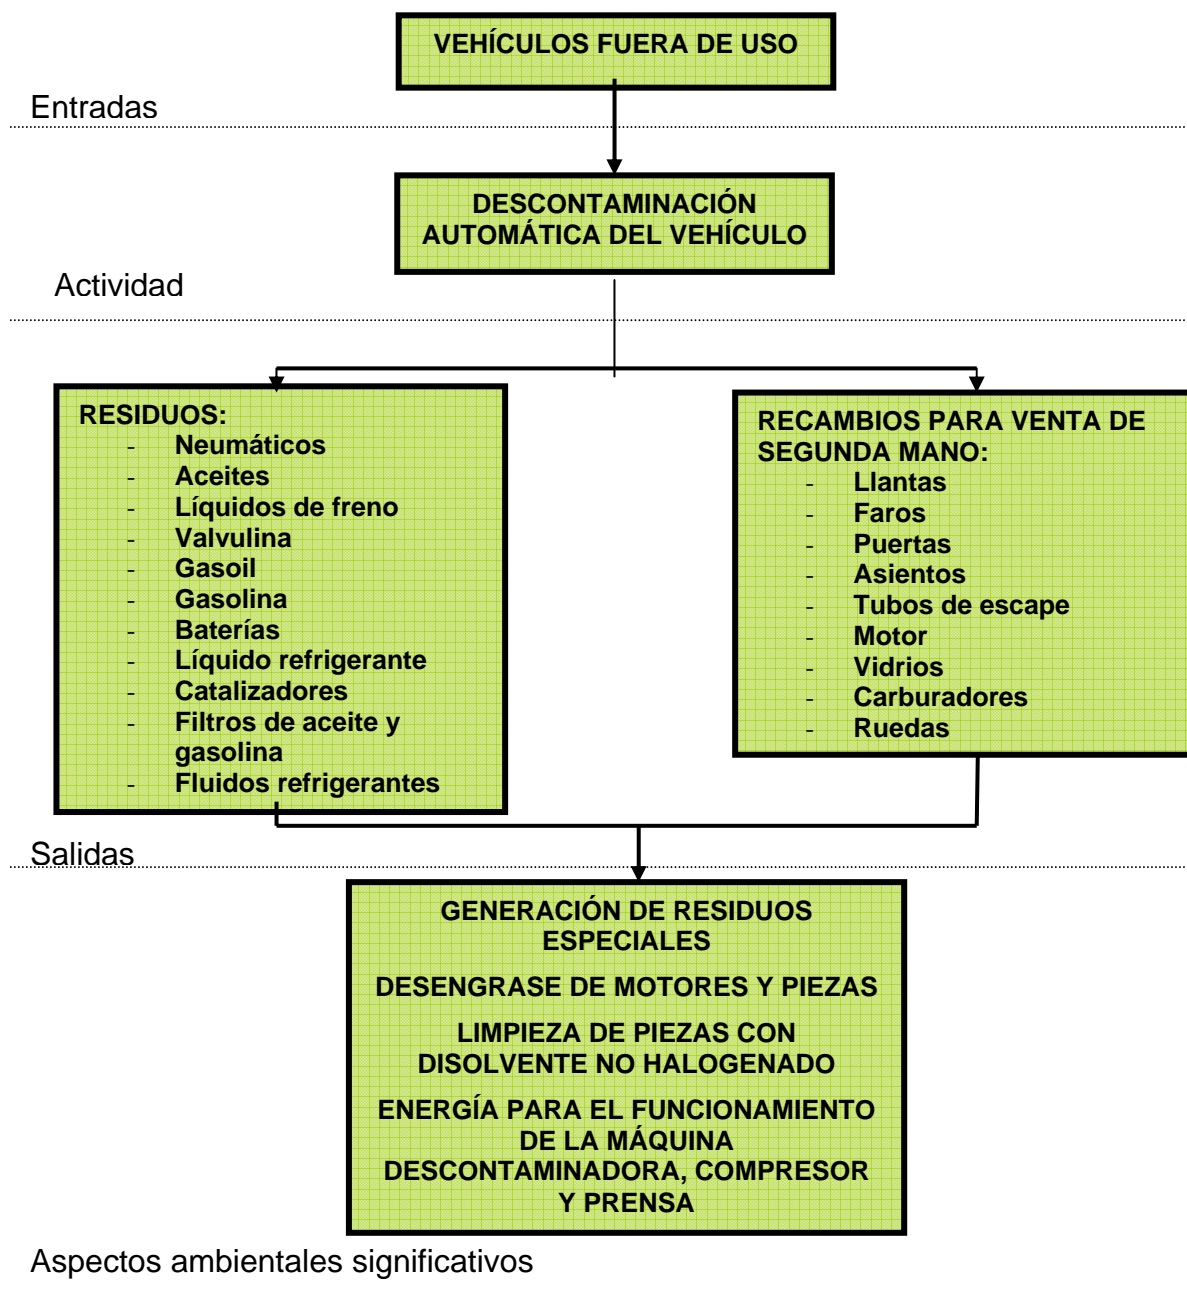 VEHÍCULOS FUERA DE USO
Entradas
DESCONTAMINACIÓN
AUTOMÁTICA DEL VEHÍCULO
Actividad
RESIDUOS:
- Neumáticos
- Aceites
- Líquidos de freno
- Valvulina
- Gasoil
- Gasolina
- Baterías
- Líquido refrigerante
- Catalizadores
- Filtros de aceite y
gasolina
- Fluidos refrigerantes
RECAMBIOS PARA VENTA DE
SEGUNDA MANO:
- Llantas
- Faros
- Puertas
- Asientos
- Tubos de escape
- Motor
- Vidrios
- Carburadores
- Ruedas
Salidas
GENERACIÓN DE RESIDUOS
ESPECIALES
DESENGRASE DE MOTORES Y PIEZAS
LIMPIEZA DE PIEZAS CON
DISOLVENTE NO HALOGENADO
ENERGÍA PARA EL FUNCIONAMIENTO
DE LA MÁQUINA
DESCONTAMINADORA, COMPRESOR
Y PRENSA
Aspectos ambientales significativos